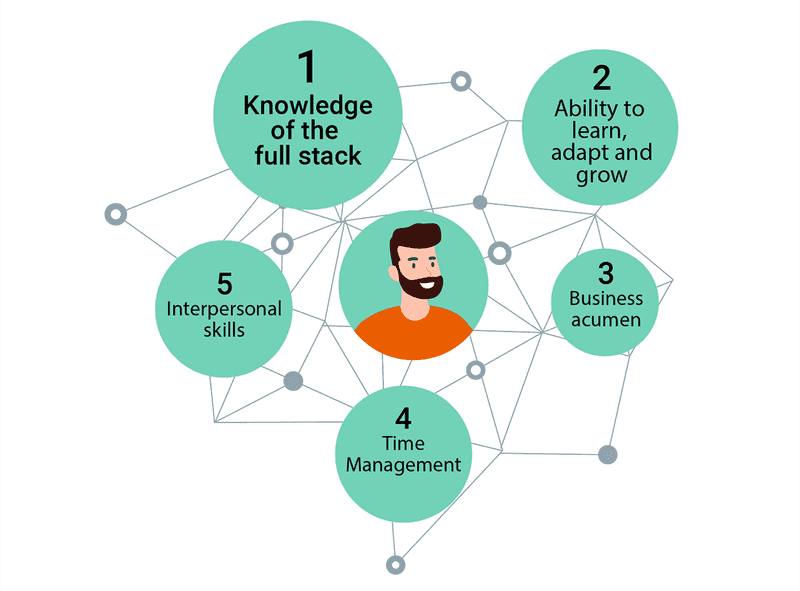 1
Knowledge
of the
full stack
2
Ability to
learn,
adapt and
grow
3
Business
acumen
4
Time
Management
5
Interpersonal
skills